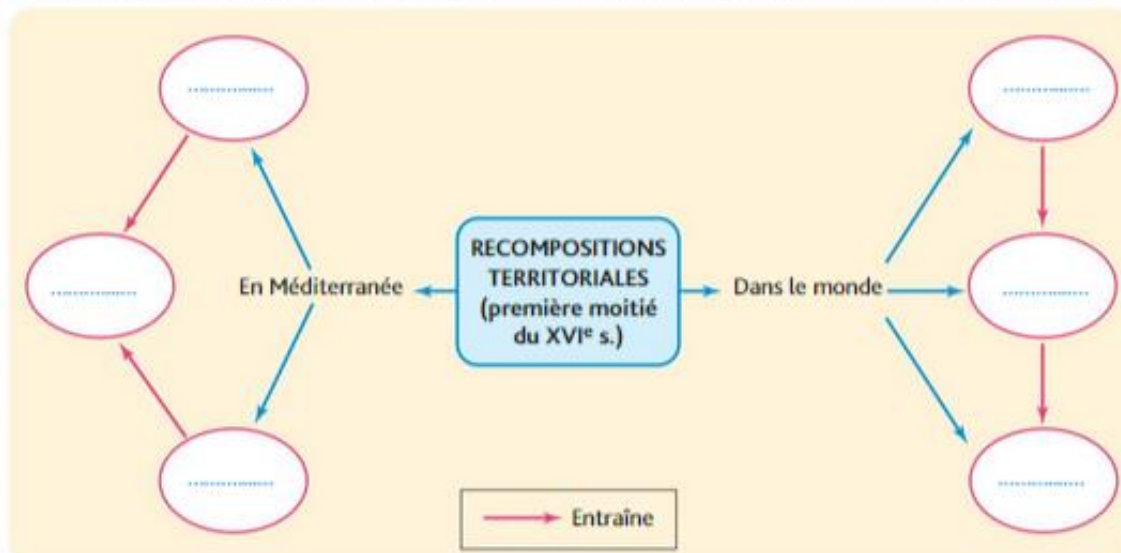 RECOMPOSITIONS
TERRITORIALES
(première moitié
du XVIe s.)
En Méditerranée
Dans le monde
Entraîne